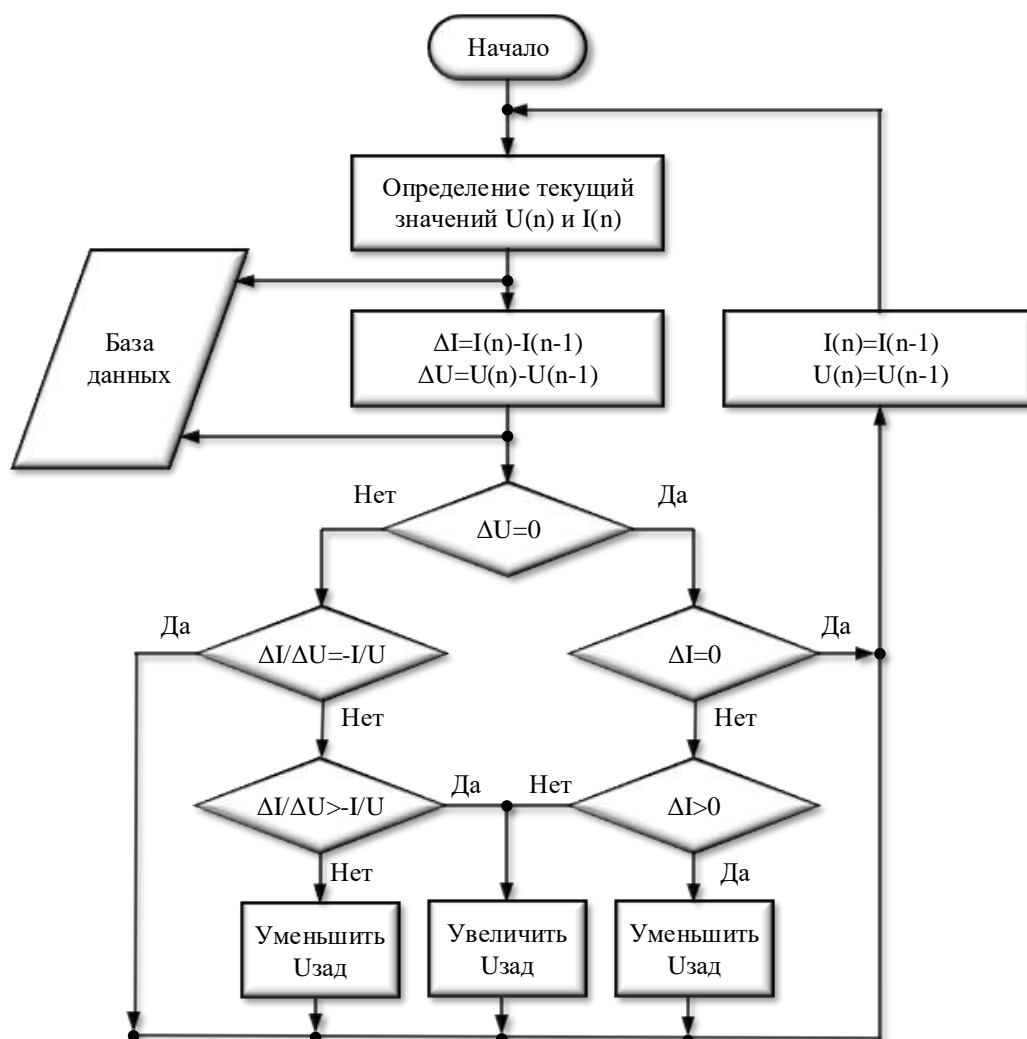 Начало
Определение текущий
значений U(n) и I(n)
База
данных
ΔI=I(n)-I(n-1)
ΔU=U(n)-U(n-1)
I(n)=I(n-1)
U(n)=U(n-1)
Нет
Да
ΔU=0
Да
ΔI/ΔU=-I/U
ΔI=0
Да
Нет
Нет
ΔI/ΔU>-I/U
Да
Нет
ΔI>0
Нет
Да
Уменьшить
Uзад
Увеличить
Uзад
Уменьшить
Uзад